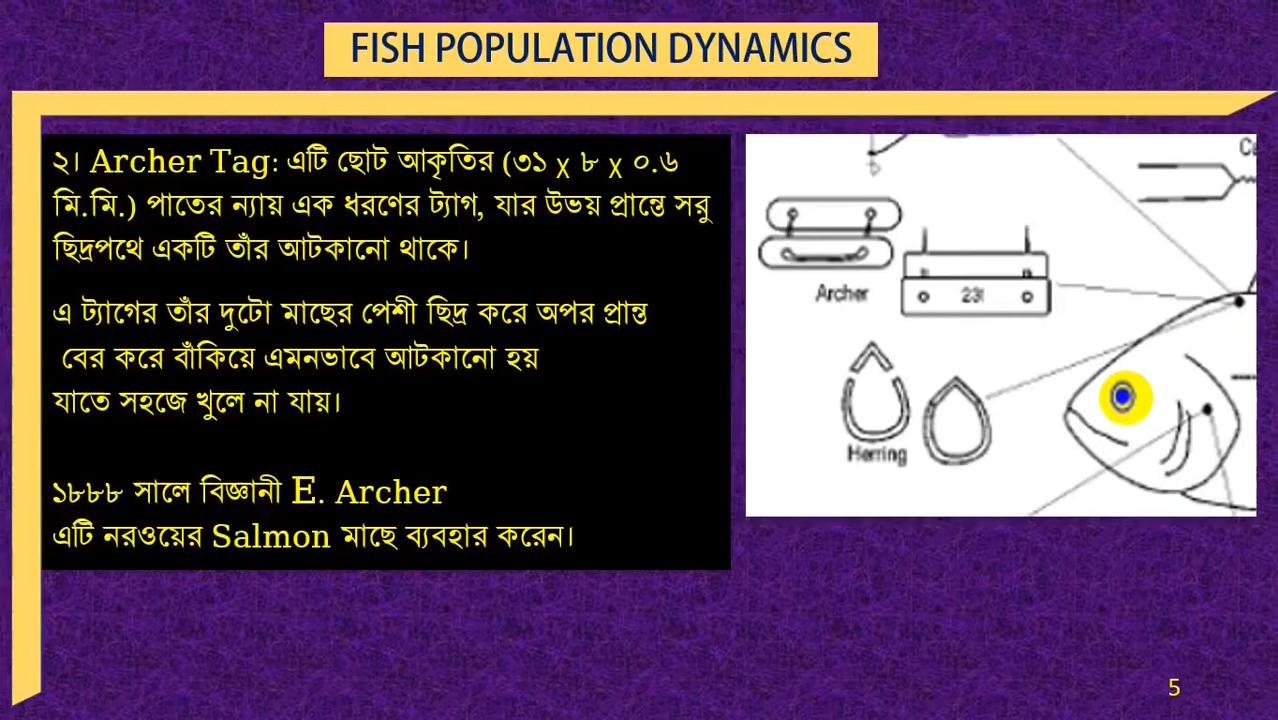 FISH POPULATION DYNAMICS
২। Archer Tag: এটি ছোট আকৃতির (৩১ x ৮ x ০.৬
মি.মি.) পাতের ন্যায় এক ধরণের ট্যাগ, যার উভয় প্রান্তে সরু
ছিদ্রপথে একটি তাঁর আটকানো থাকে।
এ ট্যাগের তাঁর দুটো মাছের পেশী ছিদ্র করে অপর প্রান্ত
বের করে বাঁকিয়ে এমনভাবে আটকানো হয়
যাতে সহজে খুলে না যায়।
১৮৮৮ সালে বিজ্ঞানী E. Archer
এটি নরওয়ের Salmon মাছে ব্যবহার করেন।
Archer
Herring
5